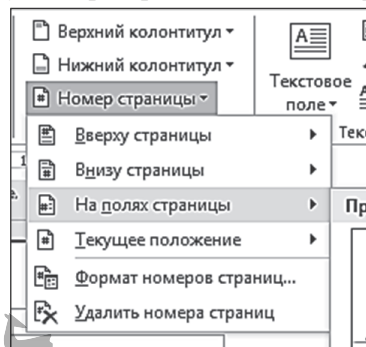 Верхний колонтитул
Нижний колонтитул
Номер страницы
Текстовое
поле
Вверху страницы
Внизу страницы
На полях страницы
Текущее положение
Формат номеров страниц...
Удалить номера страниц